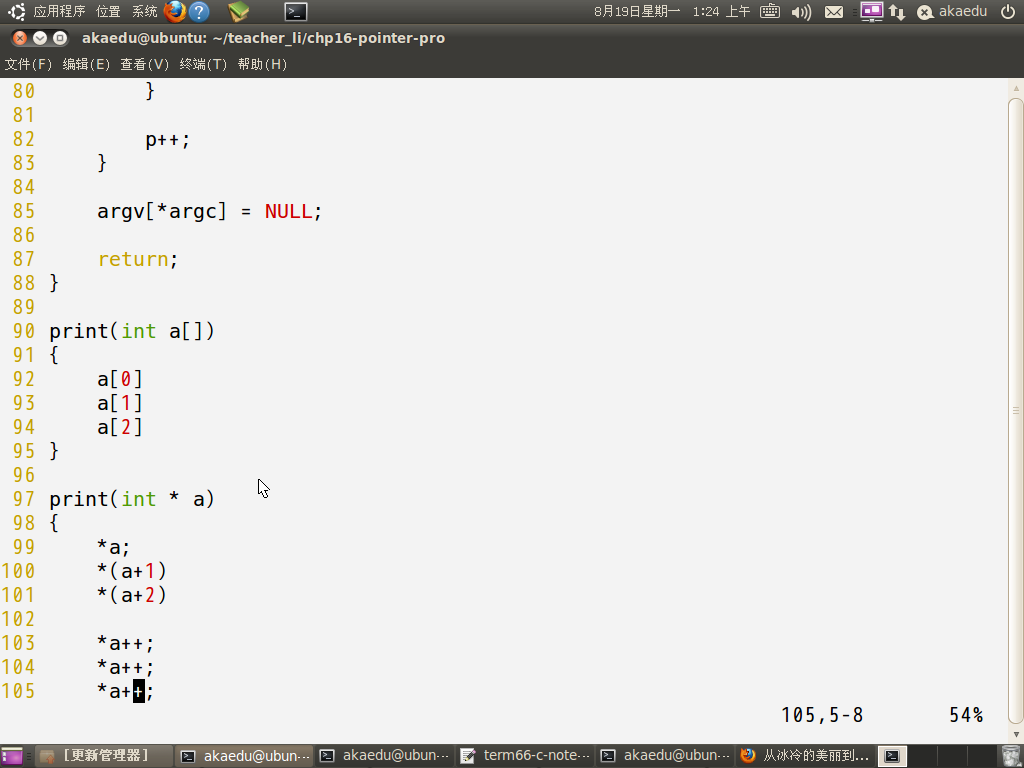 应用程序 位置 系统 8月19日星期一 1:24 上午 akaedu
akaedu@ubuntu: ~/teacher_li/chp16-pointer-pro
文件(F) 编辑(E) 查看(V) 终端(T) 帮助(H)
80         }
81
82         p++;
83     }
84
85     argv[*argc] = NULL;
86
87     return;
88 }
89
90 print(int a[])
91 {
92     a[0]
93     a[1]
94     a[2]
95 }
96
97 print(int * a)
98 {
99     *a;
100     *(a+1)
101     *(a+2)
102
103     *a++;
104     *a++;
105     *a++;
105,5-8 54%
[更新管理器] akaedu@ubun... akaedu@ubun... term66-c-note... akaedu@ubun... 从冰冷的美丽到...